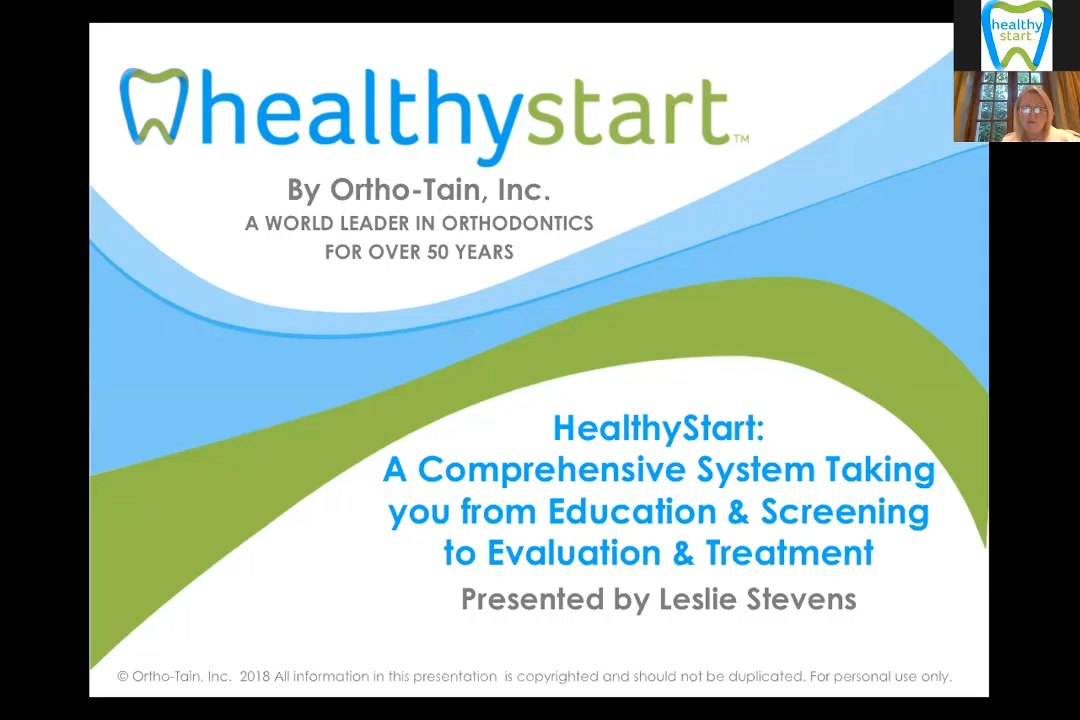 healthystart™
By Ortho-Tain, Inc.
A WORLD LEADER IN ORTHODONTICS
FOR OVER 50 YEARS
HealthyStart:
A Comprehensive System Taking
you from Education & Screening
to Evaluation & Treatment
Presented by Leslie Stevens
© Ortho-Tain, Inc. 2018 All information in this presentation is copyrighted and should not be duplicated. For personal use only.
healthy
start